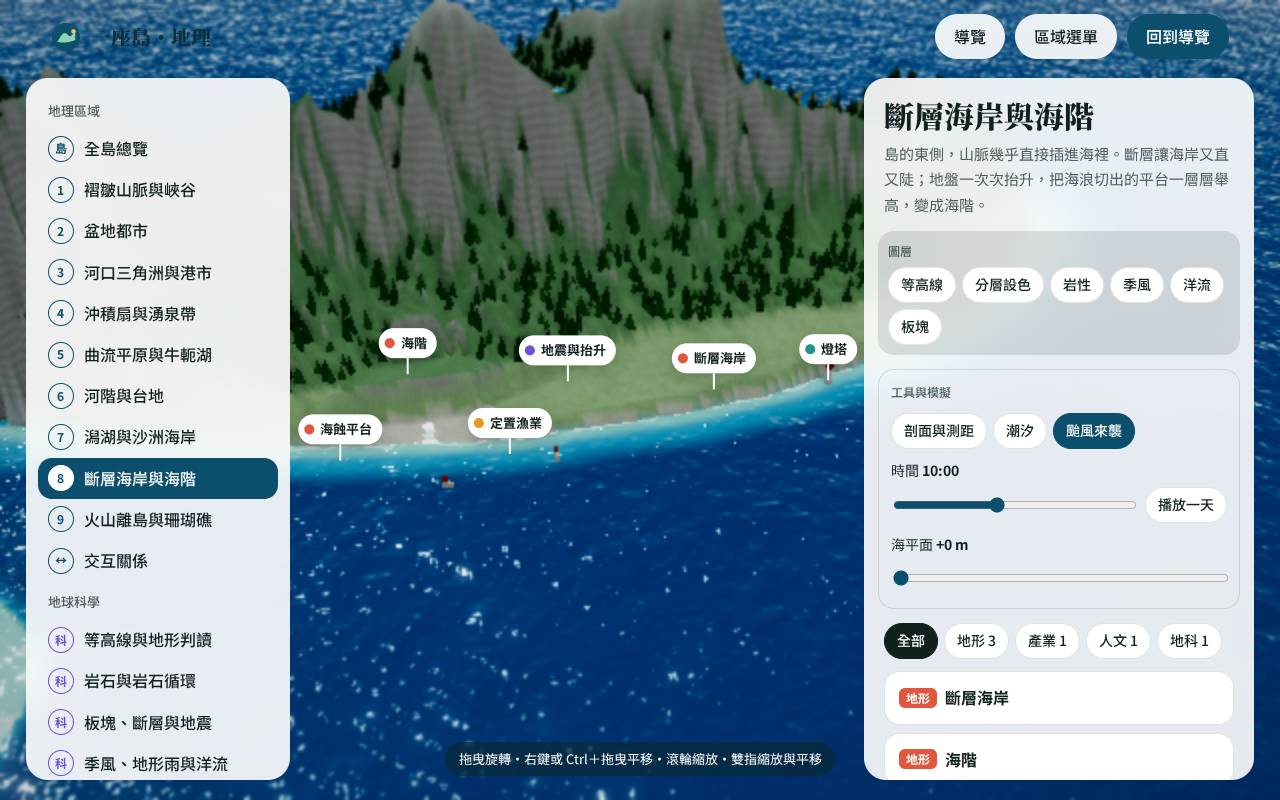 一座島・地理
導覽
區域選單
回到導覽
地理區域
島 全島總覽
1 褶皺山脈與峽谷
2 盆地都市
3 河口三角洲與港市
4 沖積扇與湧泉帶
5 曲流平原與牛軛湖
6 河階與台地
7 潟湖與沙洲海岸
8 斷層海岸與海階
9 火山離島與珊瑚礁
↔ 交互關係
地球科學
科 等高線與地形判讀
科 岩石與岩石循環
科 板塊、斷層與地震
科 季風、地形雨與洋流
海階
地震與抬升
斷層海岸
燈塔
海蝕平台
定置漁業
拖曳旋轉・右鍵或 Ctrl＋拖曳平移・滾輪縮放・雙指縮放與平移
斷層海岸與海階
島的東側，山脈幾乎直接插進海裡。斷層讓海岸又直
又陡；地盤一次次抬升，把海浪切出的平台一層層舉
高，變成海階。
圖層
等高線 分層設色 岩性 季風 洋流
板塊
工具與模擬
剖面與測距 潮汐 颱風來襲
時間 10:00
播放一天
海平面 +0 m
全部 地形 3 產業 1 人文 1 地科 1
地形 斷層海岸
地形 海階